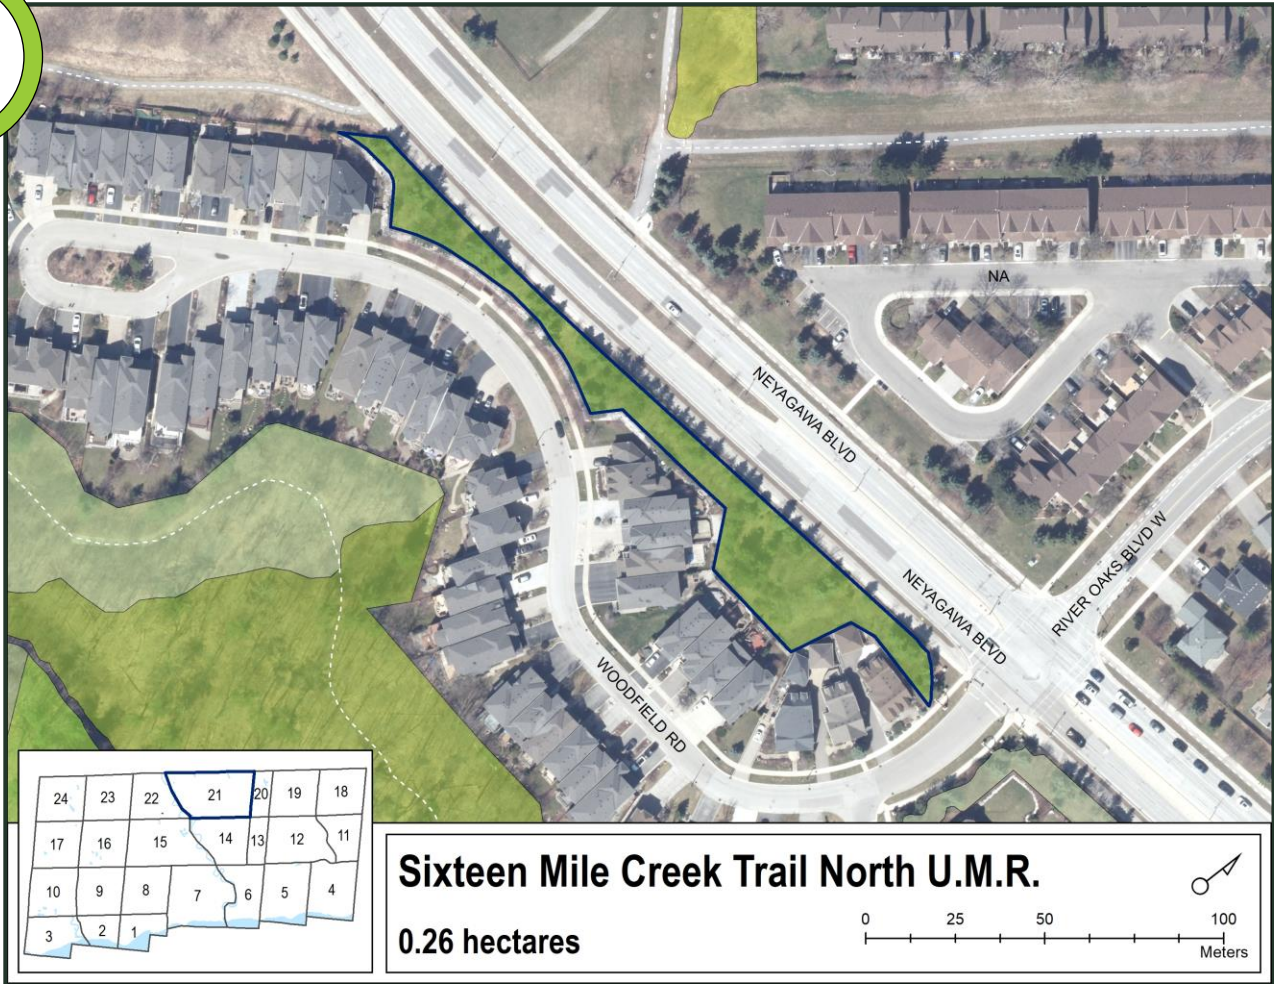 NA
NEYAGAWA BLVD
NEYAGAWA BLVD
RIVER OAKS BLVD W
WOODFIELD RD
24 23 22 21 20 19 18
17 16 15 14 13 12 11
10 9 8 7 6 5 4
3 2 1
Sixteen Mile Creek Trail North U.M.R.
0.26 hectares
0 25 50 100
Meters